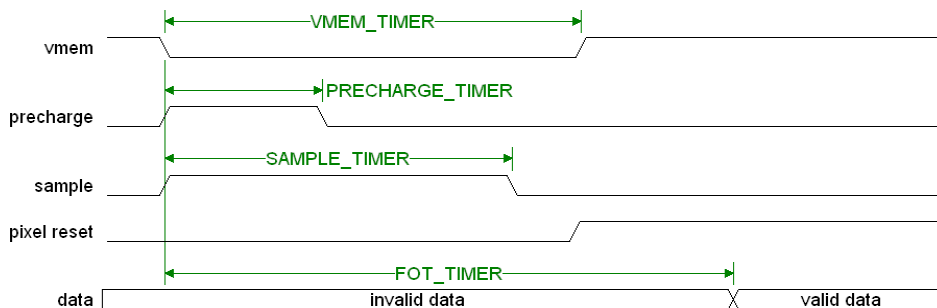 VMEM_TIMER
vmem
PRECHARGE_TIMER
precharge
SAMPLE_TIMER
sample
pixel reset
FOT_TIMER
data invalid data valid data